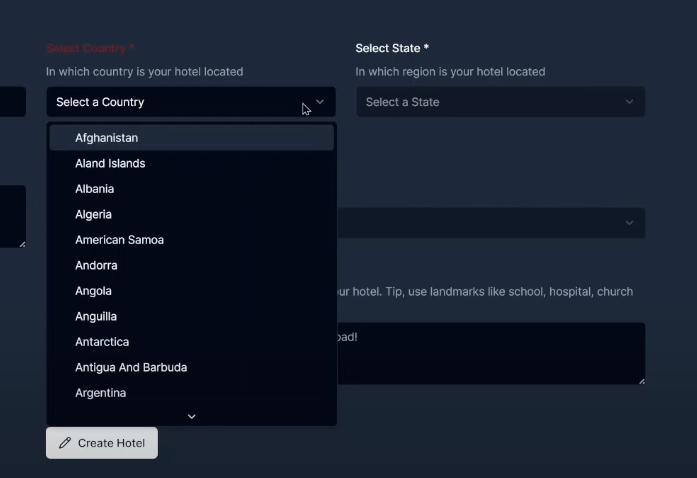 Select Country *
Select State *
In which country is your hotel located
In which region is your hotel located
Select a Country
Select a State
Afghanistan
Aland Islands
Albania
Algeria
American Samoa
Andorra
Angola
Anguilla
Antarctica
Antigua And Barbuda
Argentina
hotel. Tip, use landmarks like school, hospital, church
Create Hotel